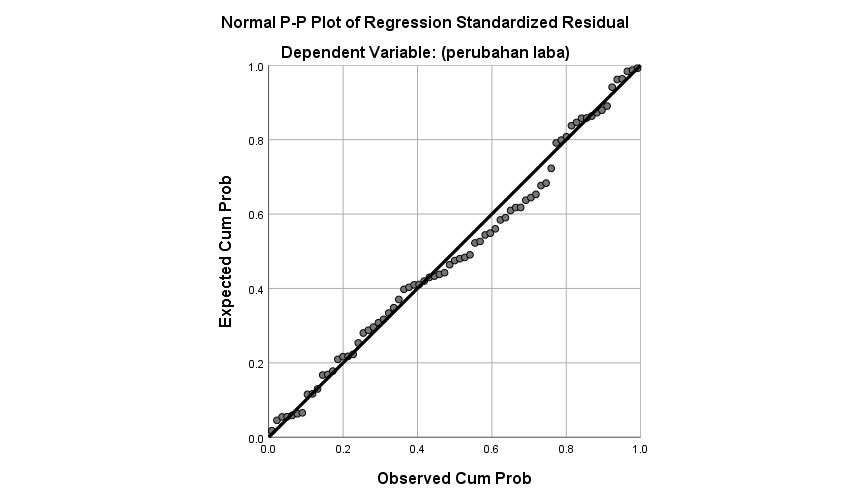 Normal P-P Plot of Regression Standardized Residual
Dependent Variable: (perubahan laba)
1.0
0.8
0.6
0.4
0.2
0.0
Expected Cum Prob
0.0 0.2 0.4 0.6 0.8 1.0
Observed Cum Prob